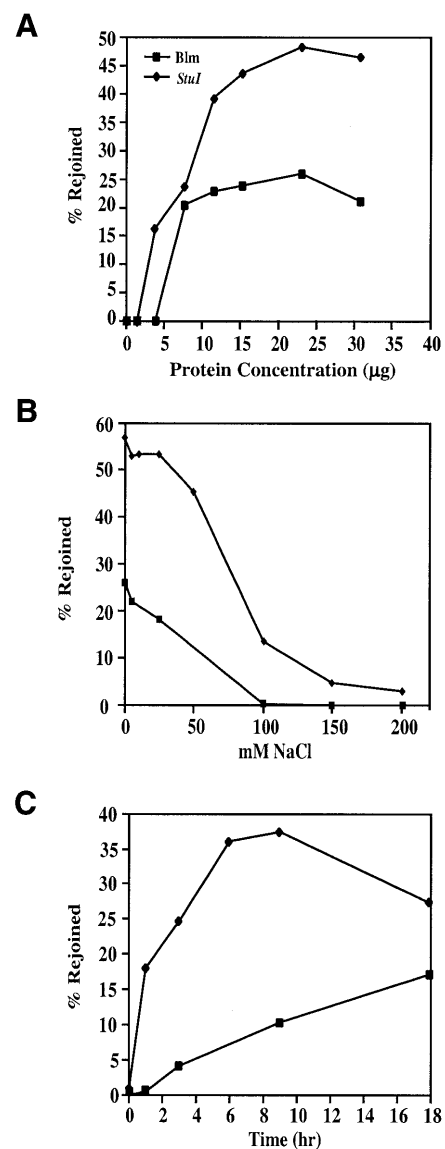 A
50
45
40
35
30
25
20
15
10
5
0
% Rejoined
Blm
StuI
0 5 10 15 20 25 30 35 40
Protein Concentration (µg)
B
60
50
40
30
20
10
0
% Rejoined
0 50 100 150 200
mM NaCl
C
40
35
30
25
20
15
10
5
0
% Rejoined
0 2 4 6 8 10 12 14 16 18
Time (hr)